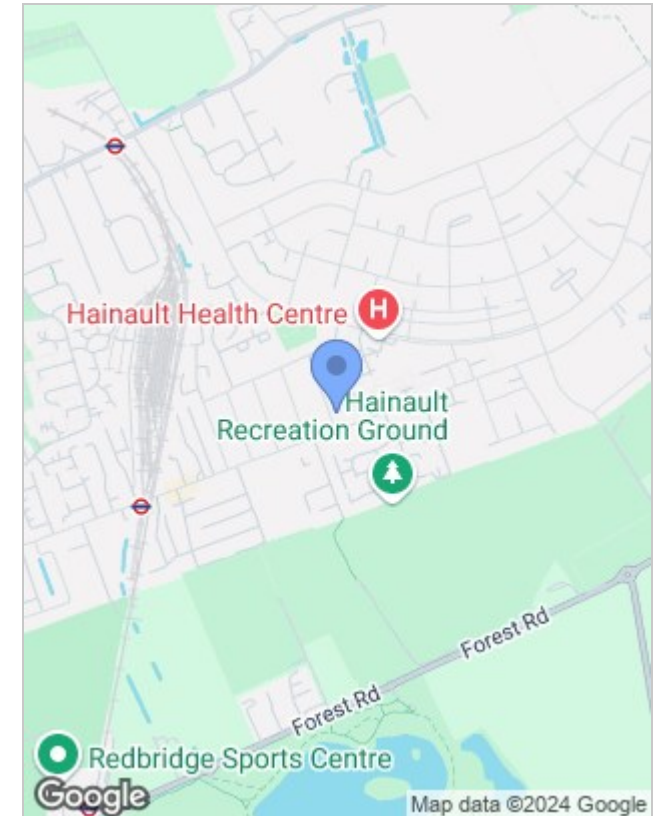 Hainault Health Centre
H
Hainault
Recreation Ground
Forest Rd
Forest Rd
Redbridge Sports Centre
Google
Map data ©2024 Google